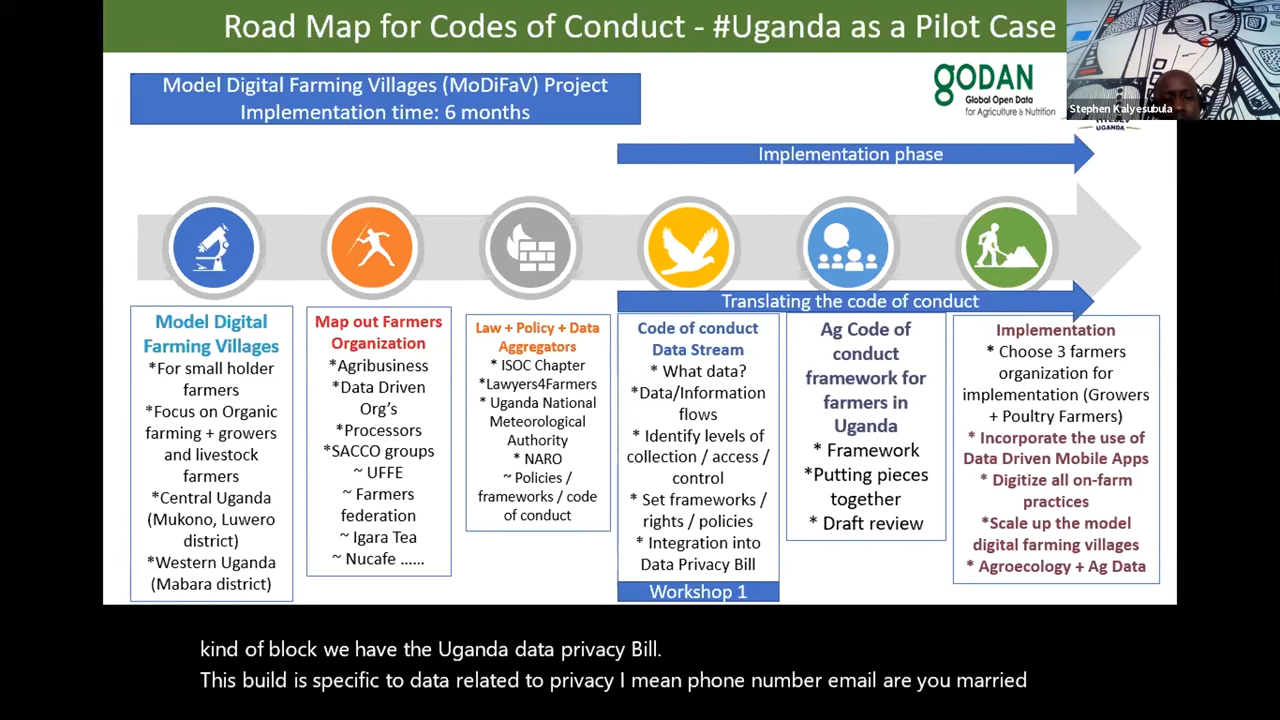 Road Map for Codes of Conduct - #Uganda as a Pilot Case
Model Digital Farming Villages (MoDiFaV) Project
Implementation time: 6 months
GODAN
Global Open Data
for Agriculture & Nutrition
Stephen Kalyesubula
UGANDA
Implementation phase
Translating the code of conduct
Model Digital
Farming Villages
*For small holder
farmers
*Focus on Organic
farming + growers
and livestock
farmers
*Central Uganda
(Mukono, Luwero
district)
*Western Uganda
(Mabara district)
Map out Farmers
Organization
*Agribusiness
*Data Driven
Org’s
*Processors
*SACCO groups
~ UFFE
~ Farmers
federation
~ Igara Tea
~ Nucafe ......
Law + Policy + Data
Aggregators
* ISOC Chapter
*Lawyers4Farmers
* Uganda National
Meteorological
Authority
* NARO
~ Policies /
frameworks / code
of conduct
Code of conduct
Data Stream
* What data?
*Data/Information
flows
* Identify levels of
collection / access /
control
* Set frameworks /
rights / policies
* Integration into
Data Privacy Bill
Workshop 1
Ag Code of
conduct
framework for
farmers in
Uganda
* Framework
*Putting pieces
together
* Draft review
Implementation
* Choose 3 farmers
organization for
implementation (Growers
+ Poultry Farmers)
* Incorporate the use of
Data Driven Mobile Apps
* Digitize all on-farm
practices
*Scale up the model
digital farming villages
* Agroecology + Ag Data
kind of block we have the Uganda data privacy Bill.
This build is specific to data related to privacy I mean phone number email are you married